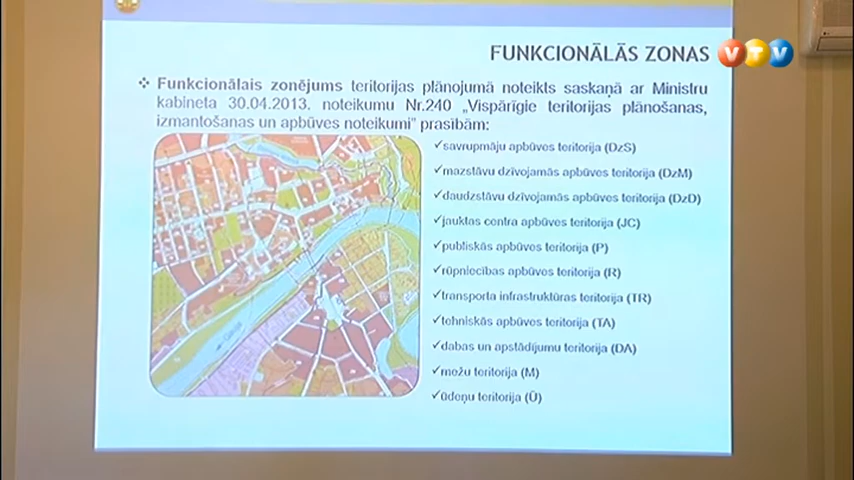 FUNKCIONĀLĀS ZONAS
VTV
❖ Funkcionālais zonējums teritorijas plānojumā noteikts saskaņā ar Ministru
kabineta 30.04.2013. noteikumu Nr.240 „Vispārīgie teritorijas plānošanas,
izmantošanas un apbūves noteikumi" prasībām:
✓savrupmāju apbūves teritorija (DzS)
✓mazstāvu dzīvojamās apbūves teritorija (DzM)
✓daudzstāvu dzīvojamās apbūves teritorija (DzD)
✓jauktas centra apbūves teritorija (JC)
✓publiskās apbūves teritorija (P)
✓rūpniecības apbūves teritorija (R)
✓transporta infrastruktūras teritorija (TR)
✓tehniskās apbūves teritorija (TA)
✓dabas un apstādījumu teritorija (DA)
✓mežu teritorija (M)
✓ūdeņu teritorija (Ū)